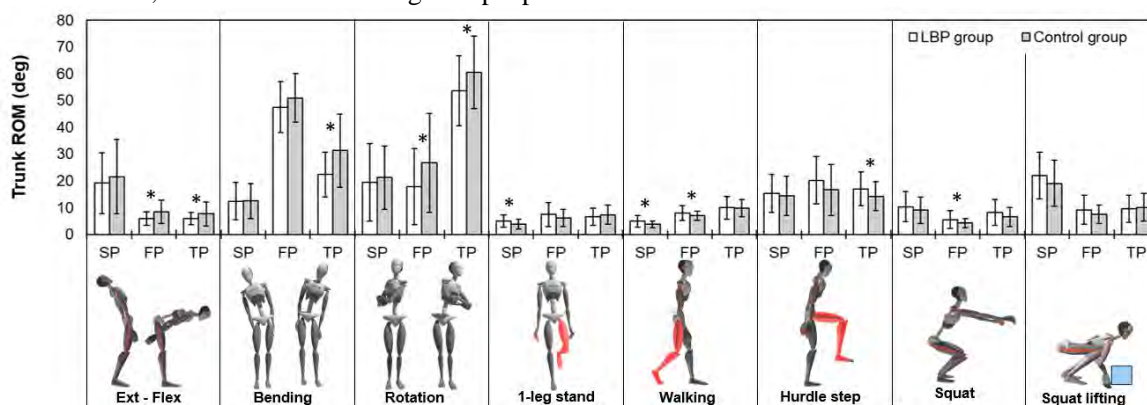 80
70
60
50
40
30
20
10
0
Trunk ROM (deg)
LBP group Control group
* * * * * * * * * *
SP FP TP SP FP TP SP FP TP SP FP TP SP FP TP SP FP TP SP FP TP SP FP TP
Ext - Flex Bending Rotation 1-leg stand Walking Hurdle step Squat Squat lifting